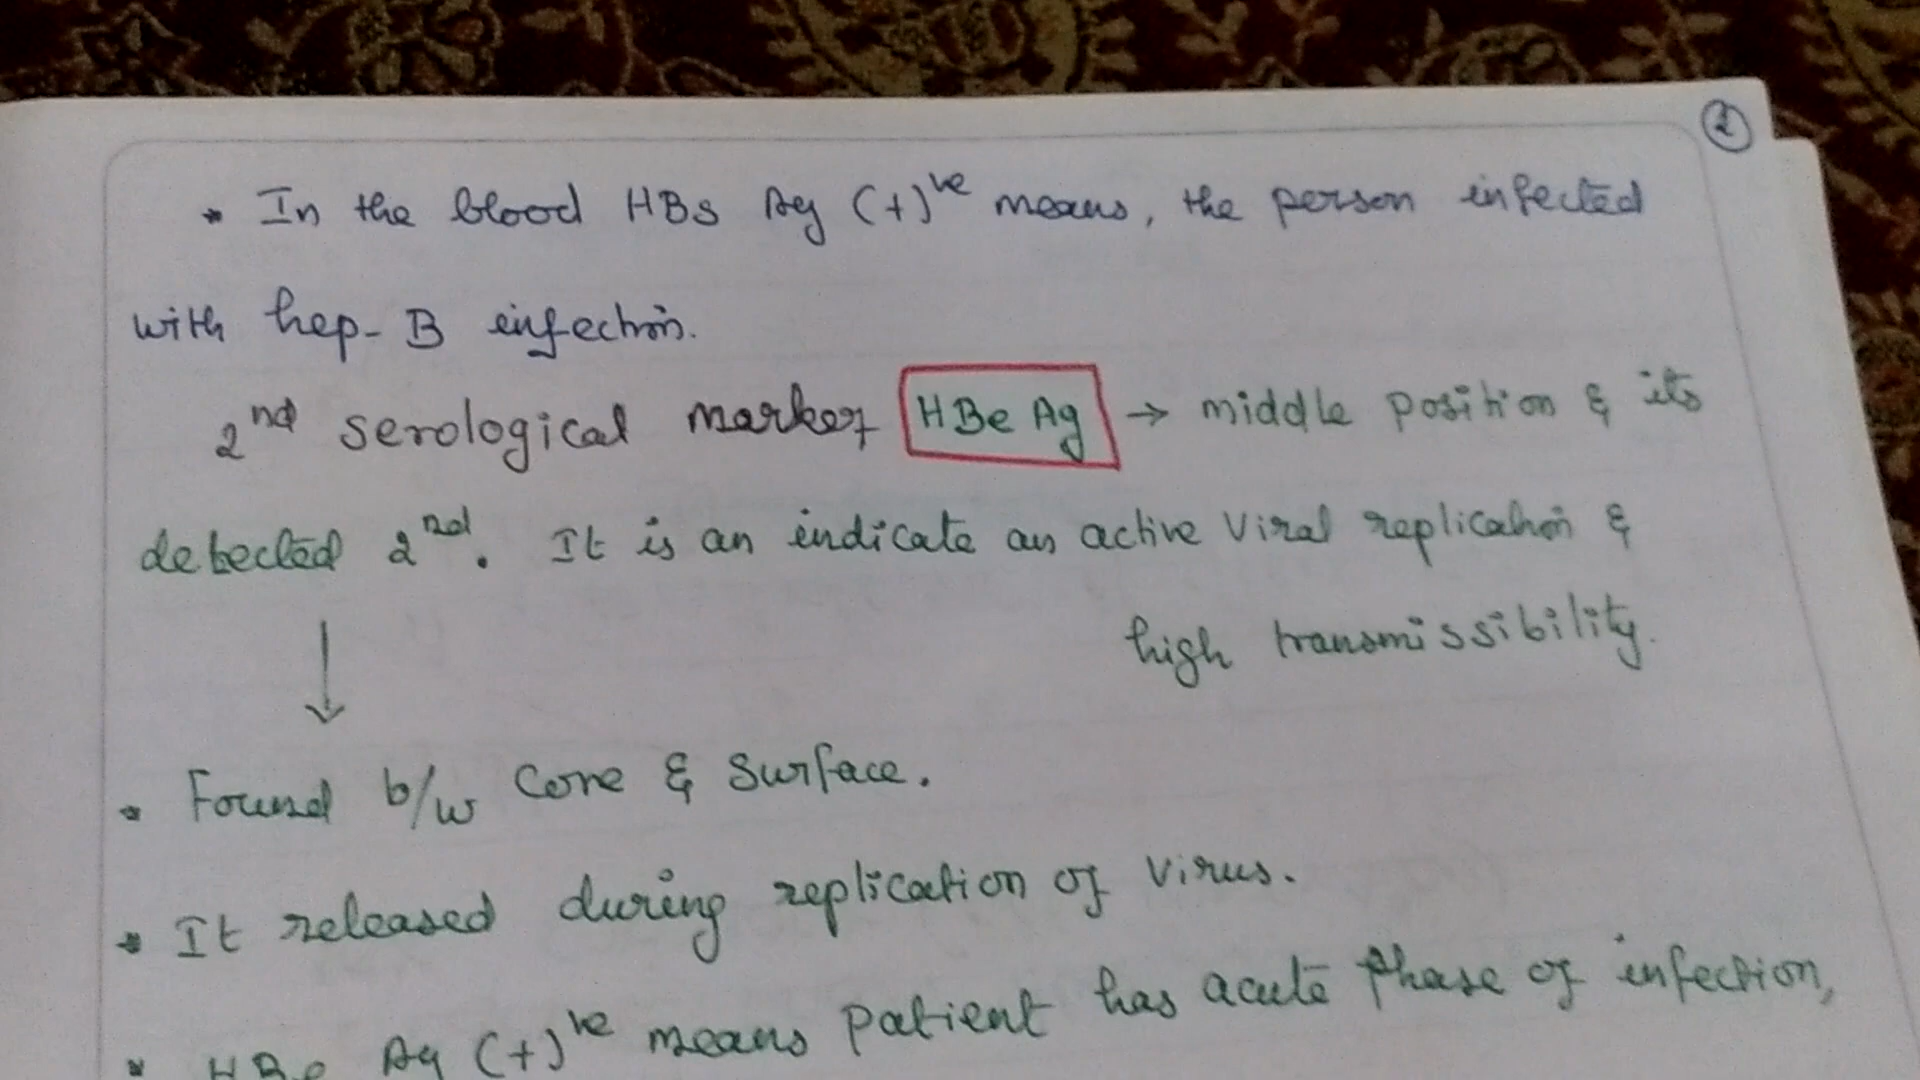 2
* In the blood HBs Ag (+)ve means, the person infected
with hep-B infection.
2nd serological marker HBe Ag → middle position & its
detected 2nd. It is an indicate an active viral replication &
high transmissibility.
↓
* Found b/w Core & Surface.
* It released during replication of virus.
* HBe Ag (+)ve means patient has acute phase of infection,